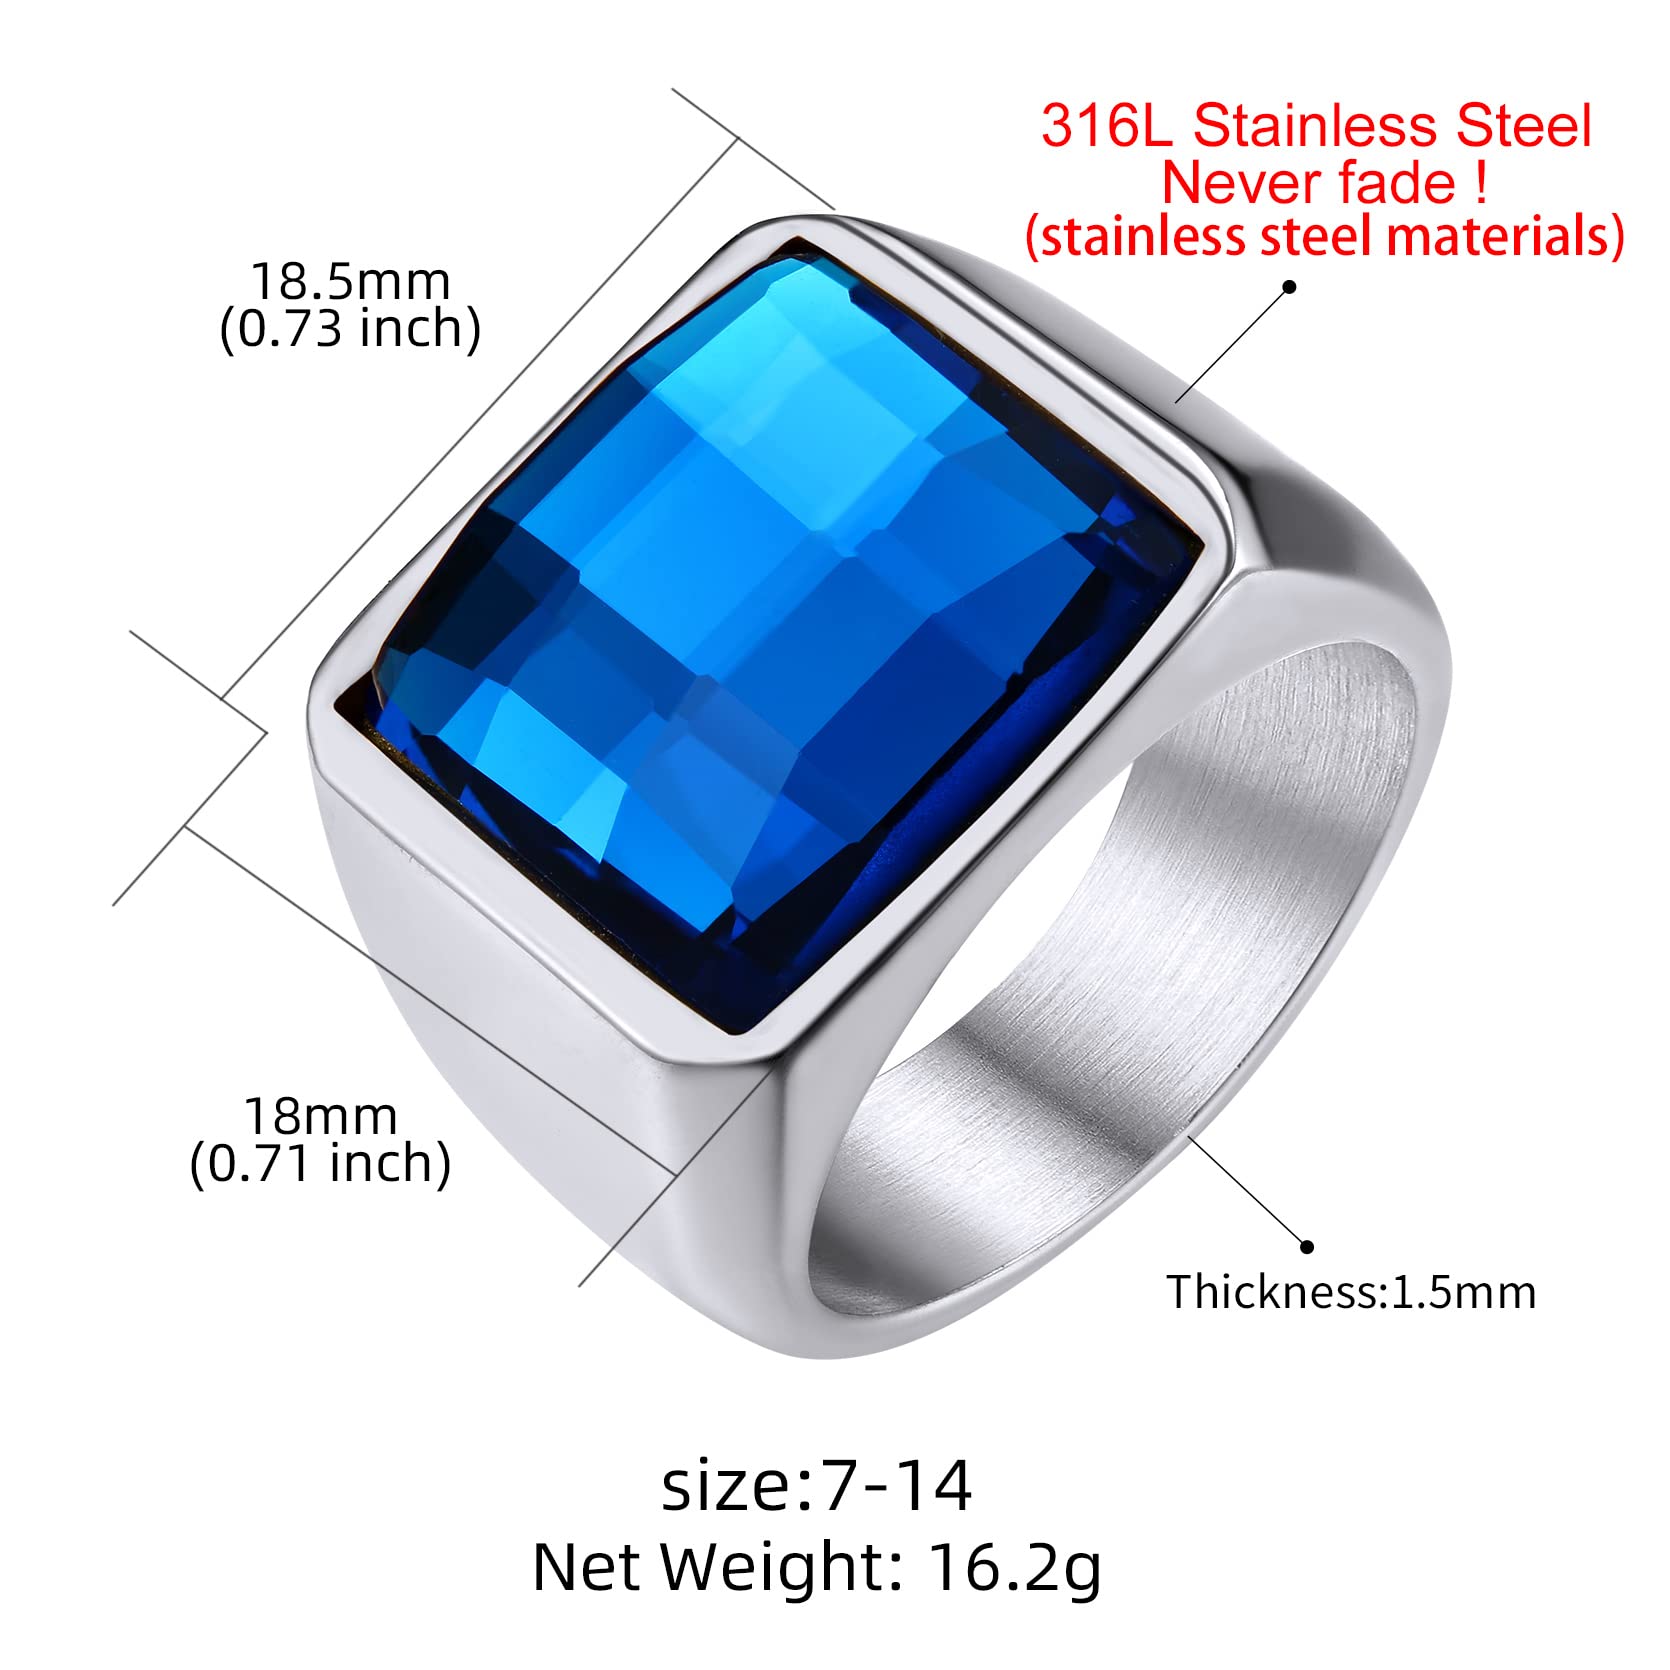 316L Stainless Steel
Never fade !
(stainless steel materials)
18.5mm
(0.73 inch)
18mm
(0.71 inch)
Thickness:1.5mm
size:7-14
Net Weight: 16.2g